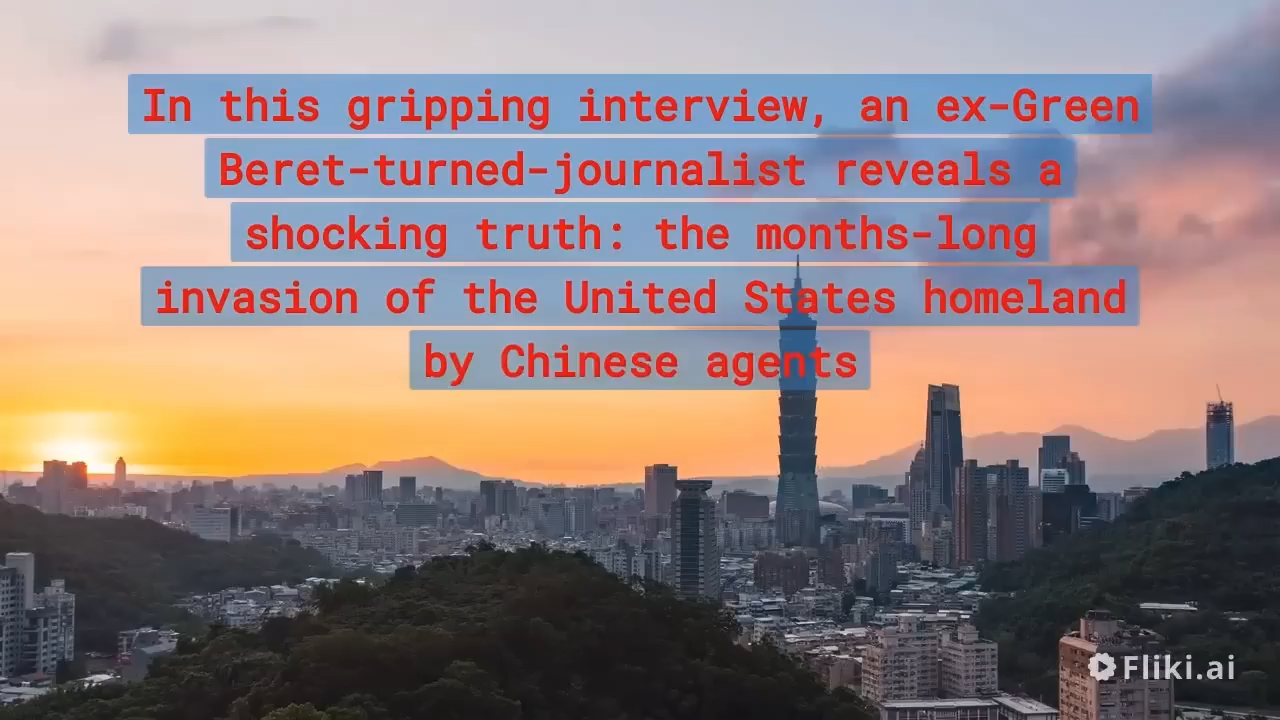 In this gripping interview, an ex-Green
Beret-turned-journalist reveals a
shocking truth: the months-long
invasion of the United States homeland
by Chinese agents
Fliki.ai